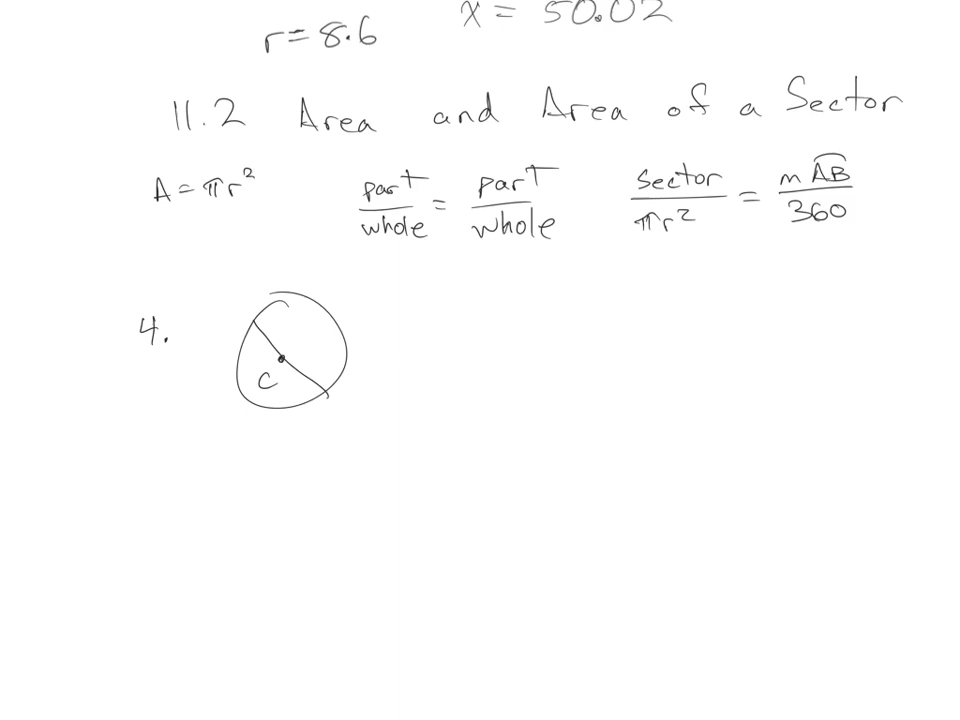 r=8.6 x = 50.02
11.2 Area and Area of a Sector
A=πr² part/whole = part/whole sector/πr² = m AB/360
4.
C